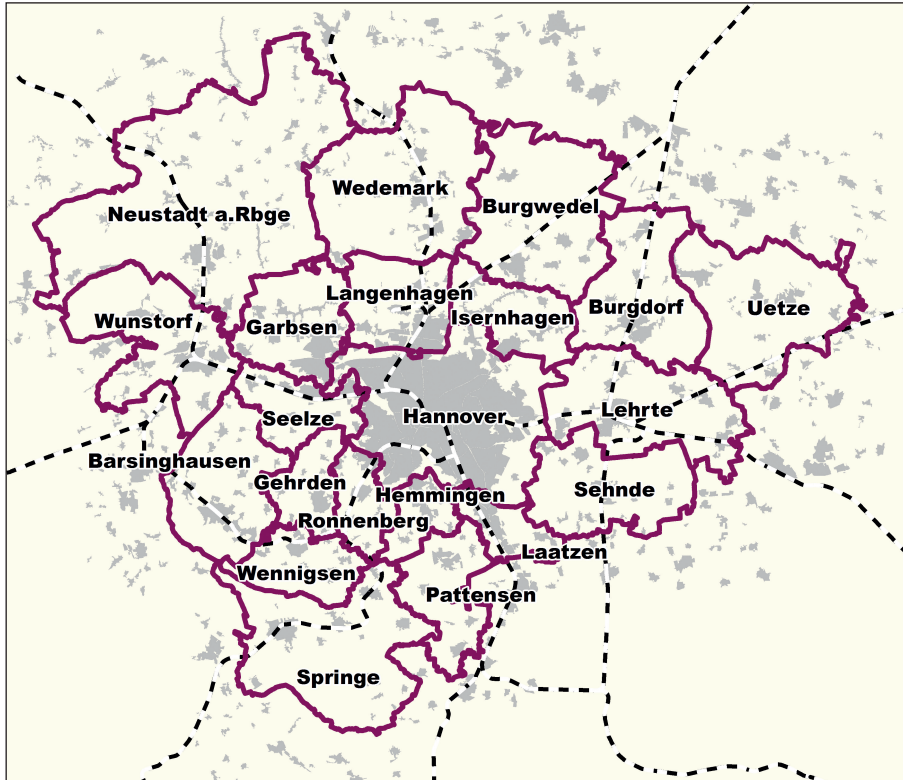 Wedemark
Neustadt a.Rbge
Burgwedel
Langenhagen
Wunstorf
Garbsen
Isernhagen
Burgdorf
Uetze
Seelze
Hannover
Lehrte
Barsinghausen
Gehrden
Hemmingen
Sehnde
Ronnenberg
Laatzen
Wennigsen
Pattensen
Springe